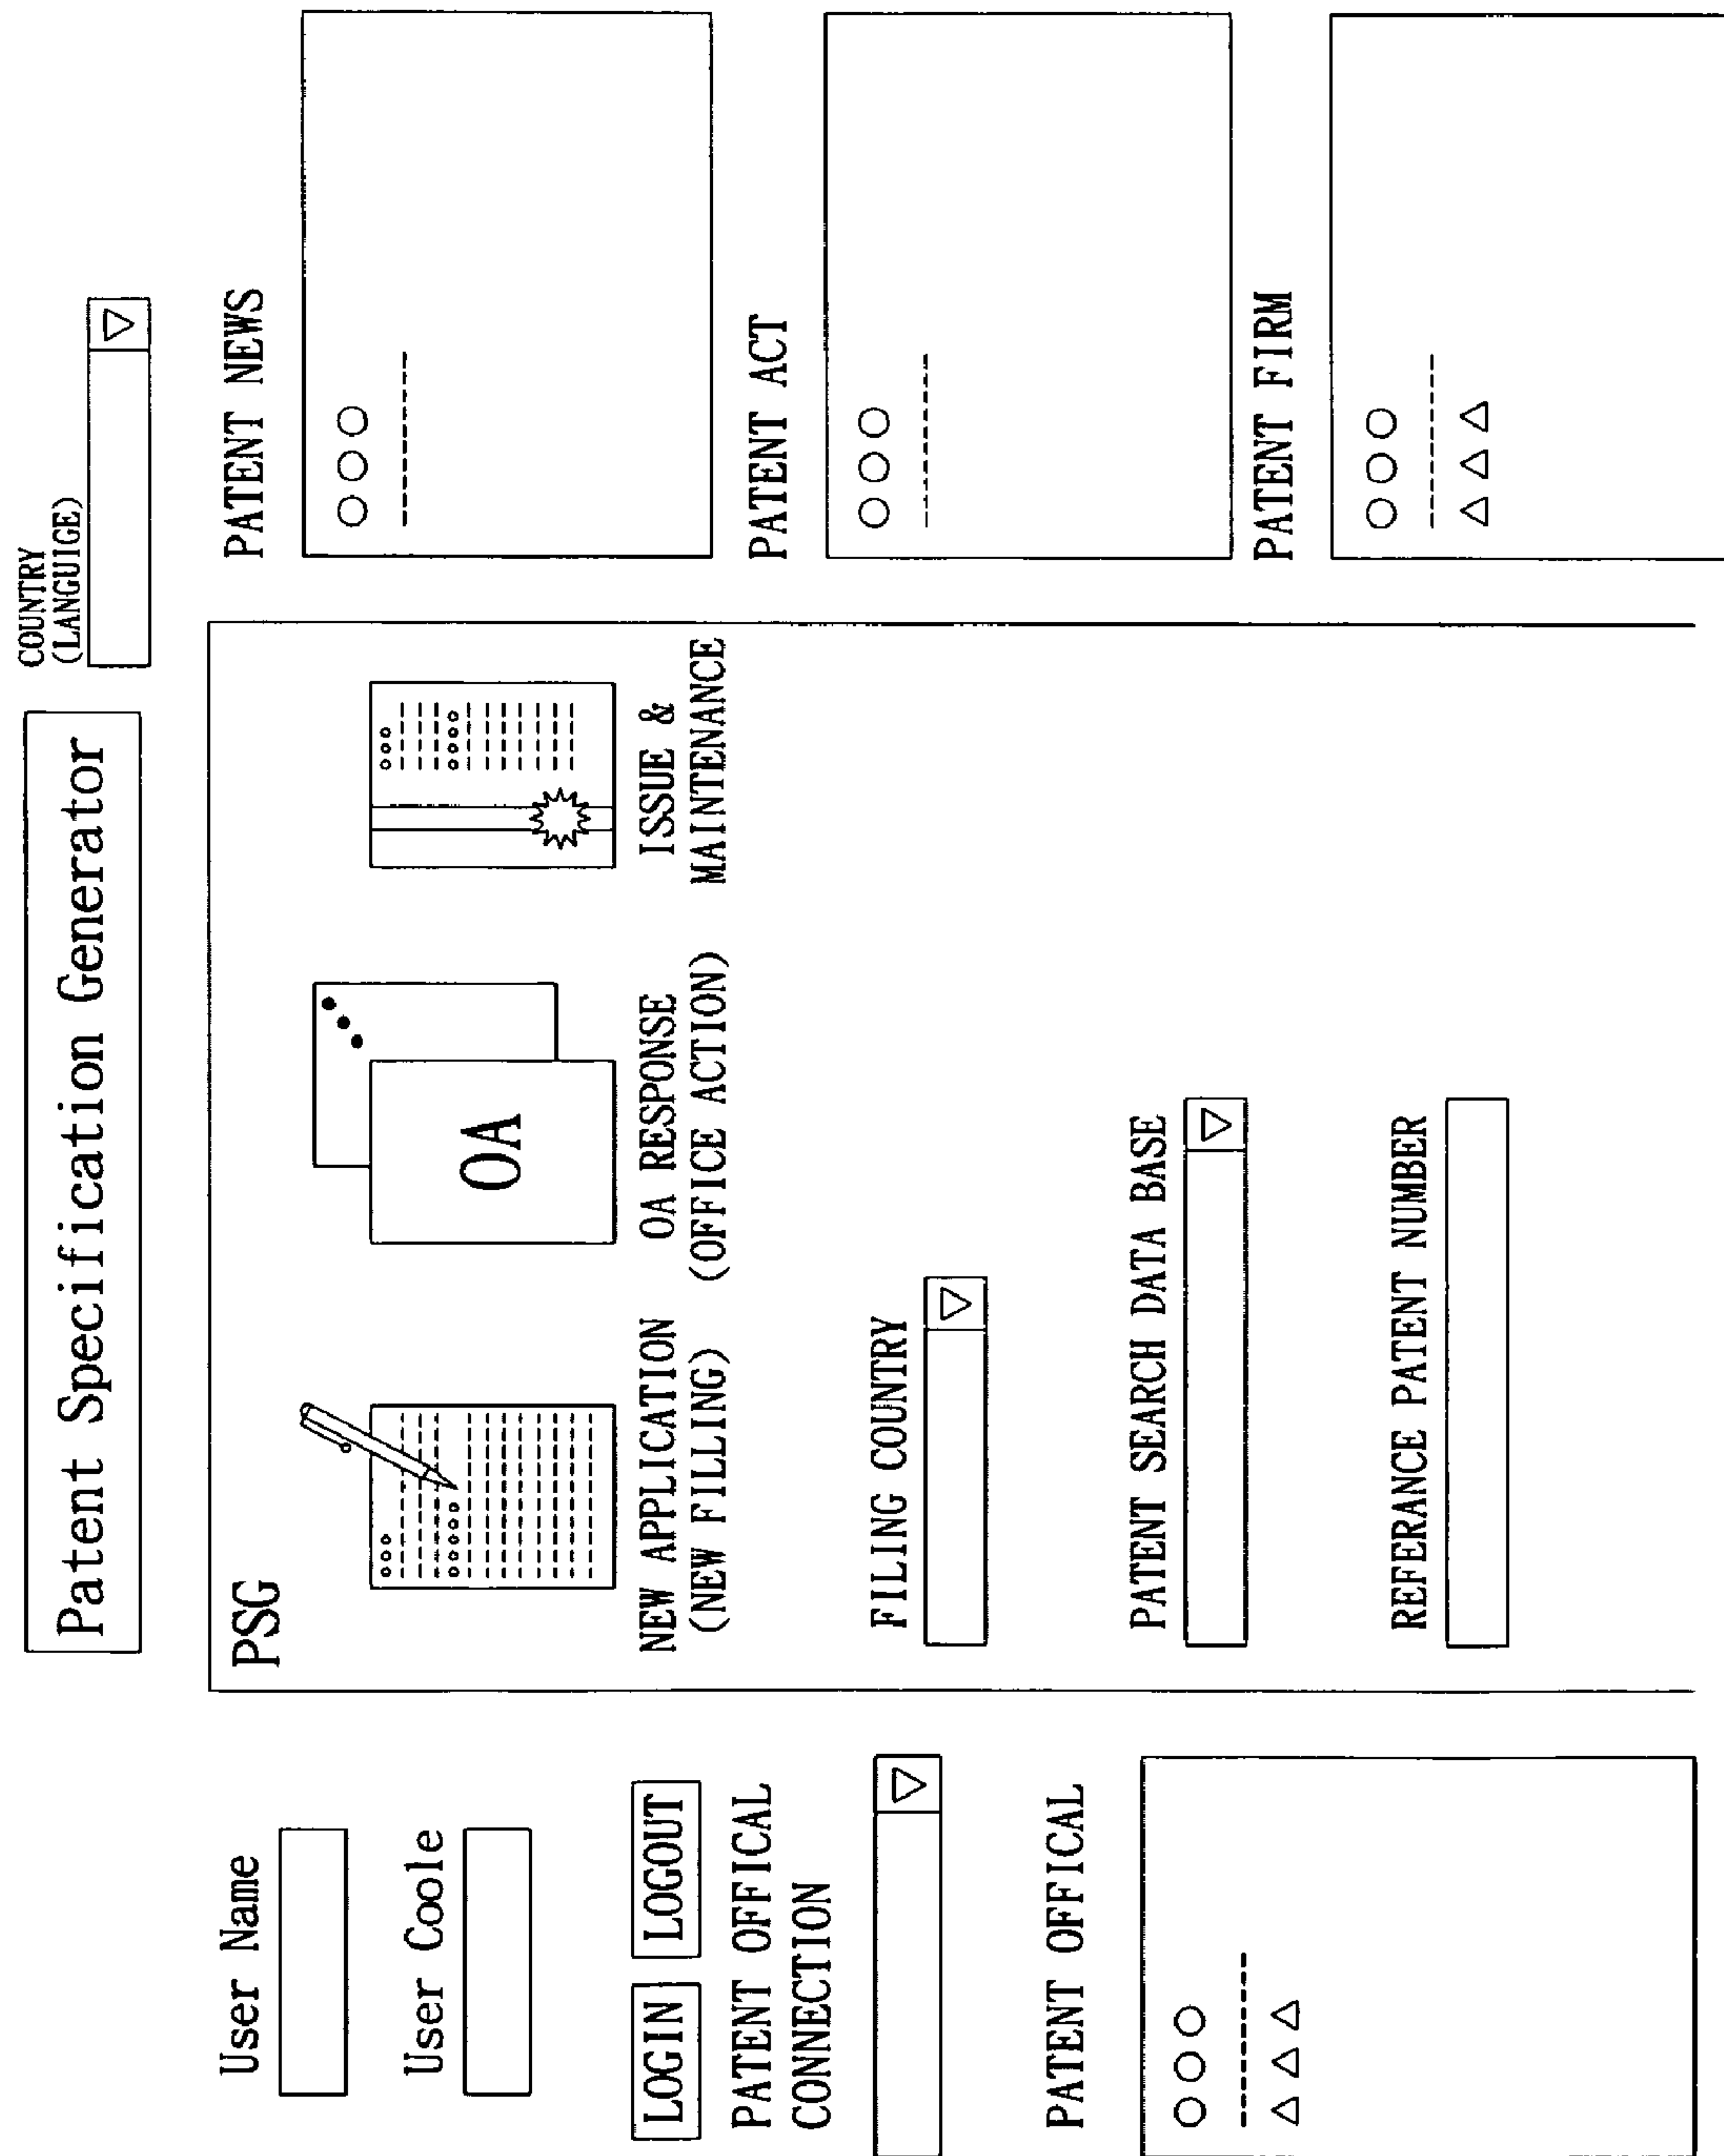 Patent Specification Generator
COUNTRY
(LANGUIGE)
User Name
User Coole
LOGIN LOGOUT
PATENT OFFICAL
CONNECTION
PATENT OFFICAL
PSG
OA
NEW APPLICATION
(NEW FILLING)
OA RESPONSE
(OFFICE ACTION)
ISSUE &
MAINTENANCE
FILING COUNTRY
PATENT SEARCH DATA BASE
REFERANCE PATENT NUMBER
PATENT NEWS
PATENT ACT
PATENT FIRM